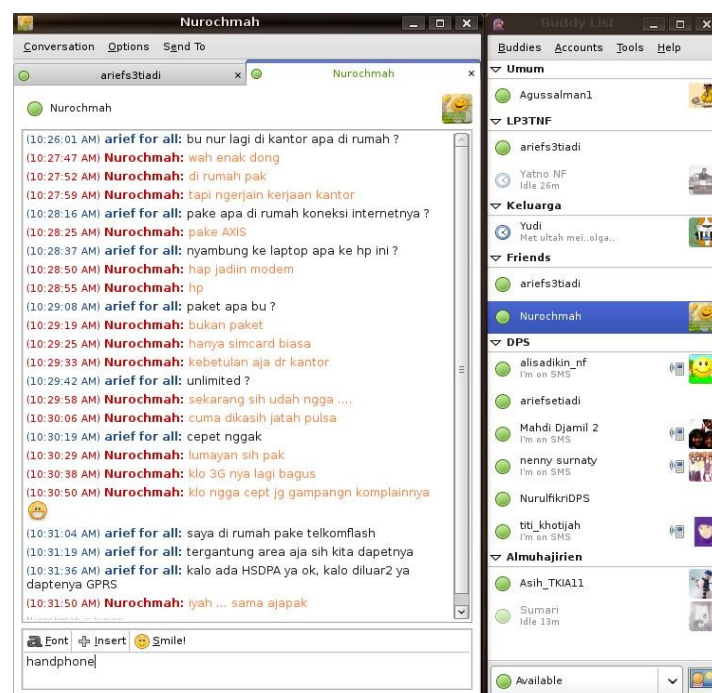 Nurochmah
Conversation Options Send To
ariefs3tiadi
Nurochmah
Nurochmah
(10:26:01 AM) arief for all: bu nur lagi di kantor apa di rumah ?
(10:27:47 AM) Nurochmah: wah enak dong
(10:27:52 AM) Nurochmah: di rumah pak
(10:27:59 AM) Nurochmah: tapi ngerjain kerjaan kantor
(10:28:16 AM) arief for all: pake apa di rumah koneksi internetnya ?
(10:28:25 AM) Nurochmah: pake AXIS
(10:28:37 AM) arief for all: nyambung ke laptop apa ke hp ini ?
(10:28:50 AM) Nurochmah: hap jadiin modem
(10:28:55 AM) Nurochmah: hp
(10:29:08 AM) arief for all: paket apa bu ?
(10:29:19 AM) Nurochmah: bukan paket
(10:29:25 AM) Nurochmah: hanya simcard biasa
(10:29:33 AM) Nurochmah: kebetulan aja dr kantor
(10:29:42 AM) arief for all: unlimited ?
(10:29:58 AM) Nurochmah: sekarang sih udah ngga ....
(10:30:06 AM) Nurochmah: cuma dikasih jatah pulsa
(10:30:19 AM) arief for all: cepet nggak
(10:30:29 AM) Nurochmah: lumayan sih pak
(10:30:38 AM) Nurochmah: klo 3G nya lagi bagus
(10:30:50 AM) Nurochmah: klo ngga cept jg gampangn komplainnya
(10:31:04 AM) arief for all: saya di rumah pake telkomflash
(10:31:19 AM) arief for all: tergantung area aja sih kita dapetnya
(10:31:36 AM) arief for all: kalo ada HSDPA ya ok, kalo diluar2 ya
daptenya GPRS
(10:31:50 AM) Nurochmah: iyah ... sama ajapak
Nurochmah is typing
Font Insert Smile!
handphone
Buddy List
Buddies Accounts Tools Help
Umum
Agussalman1
LP3TNF
ariefs3tiadi
Yatno NF
Idle 26m
Keluarga
Yudi
Met ultah mei..olga..
Friends
ariefs3tiadi
Nurochmah
DPS
alisadikin_nf
I'm on SMS
ariefsetiadi
Mahdi Djamil 2
I'm on SMS
nenny surnaty
I'm on SMS
NurulfikriDPS
titi_khotijah
I'm on SMS
Almuhajirien
Asih_TKIA11
Sumari
Idle 13m
Available